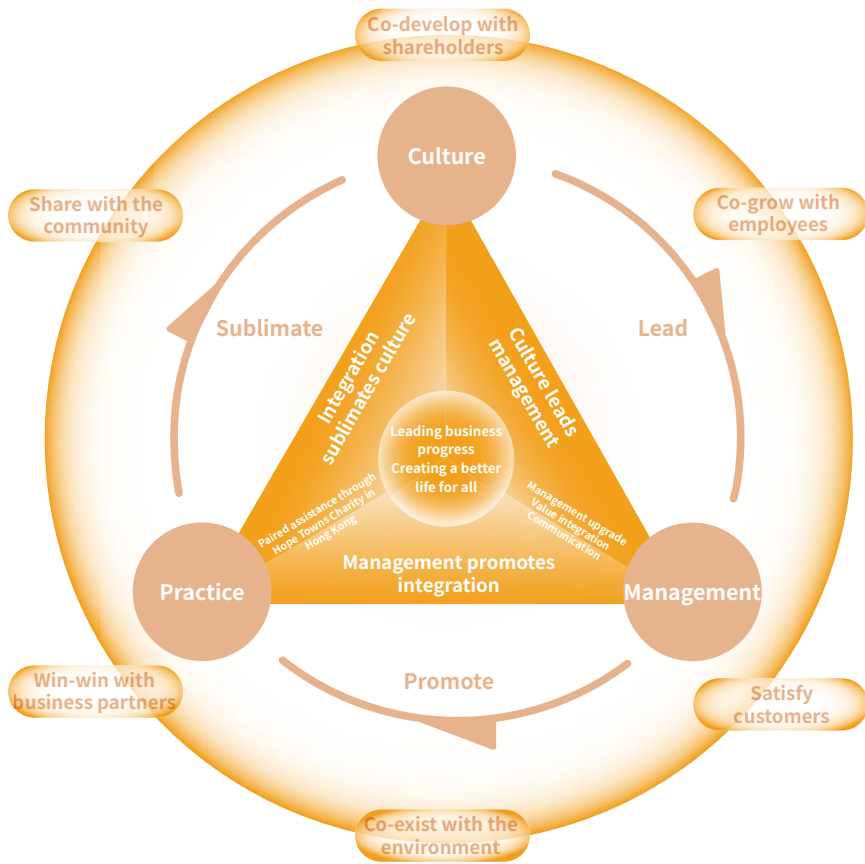 Co-develop with
shareholders
Culture
Share with the
community
Co-grow with
employees
Sublimate
Lead
Integration
sublimates culture
Culture leads
management
Leading business
progress
Creating a better
life for all
Paired assistance through
Hope Towns Charity in
Hong Kong
Management upgrade
Value integration
Communication
Management promotes
integration
Practice
Management
Promote
Win-win with
business partners
Satisfy
customers
Co-exist with the
environment